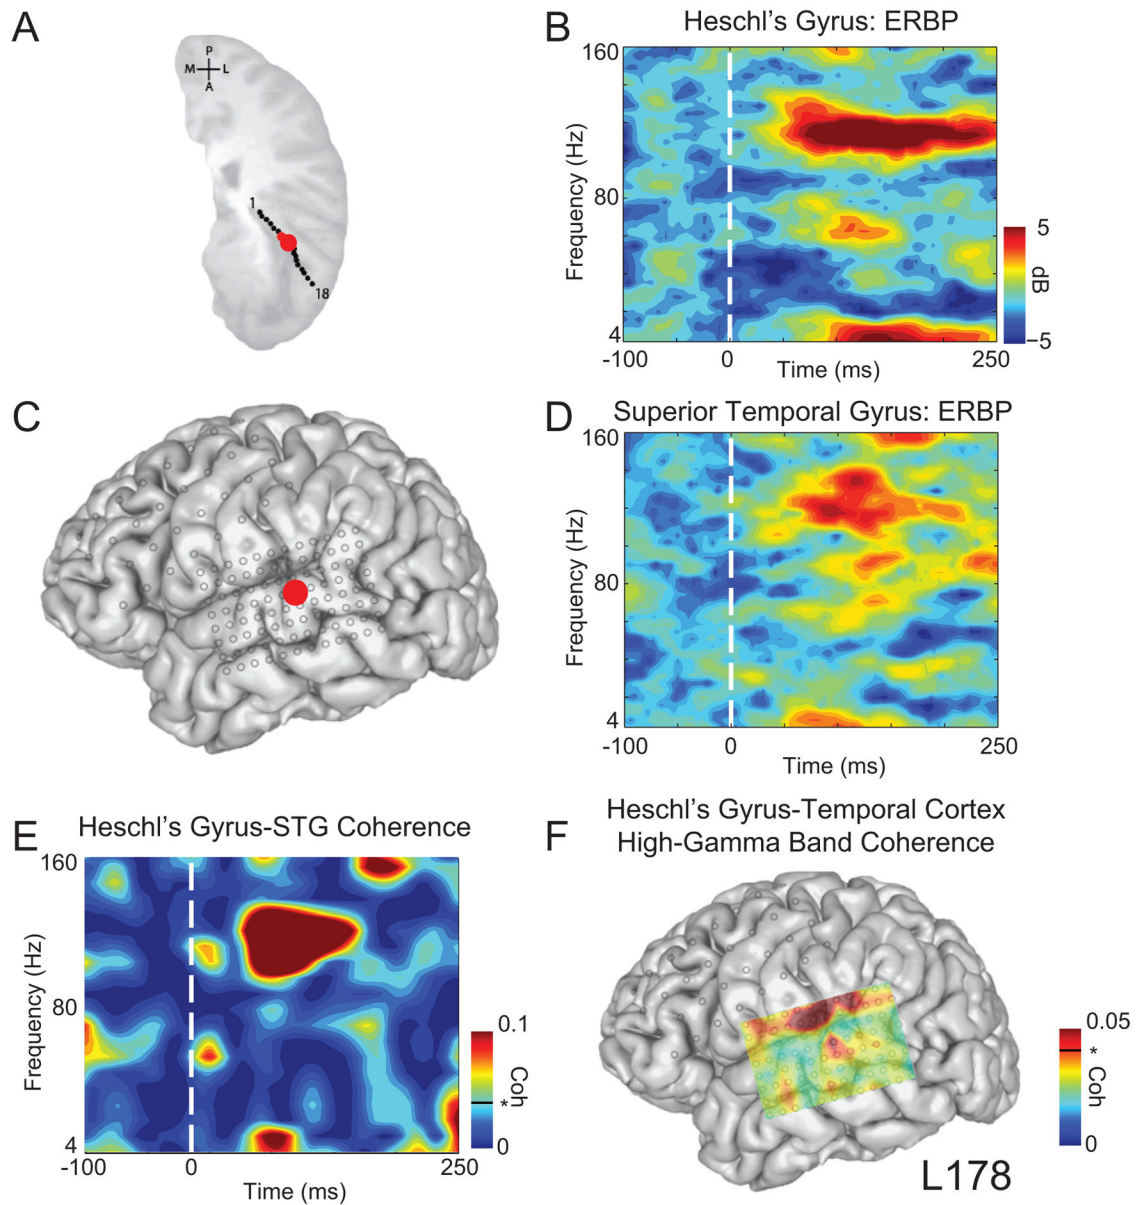 A
P
M L
A
1
18
B
Heschl's Gyrus: ERBP
160
80
4
Frequency (Hz)
-100 0 250
Time (ms)
5
dB
−5
C
D
Superior Temporal Gyrus: ERBP
160
80
4
Frequency (Hz)
-100 0 250
Time (ms)
E
Heschl's Gyrus-STG Coherence
160
80
4
Frequency (Hz)
-100 0 250
Time (ms)
0.1
Coh
*
0
F
Heschl's Gyrus-Temporal Cortex
High-Gamma Band Coherence
0.05
*
Coh
0
L178